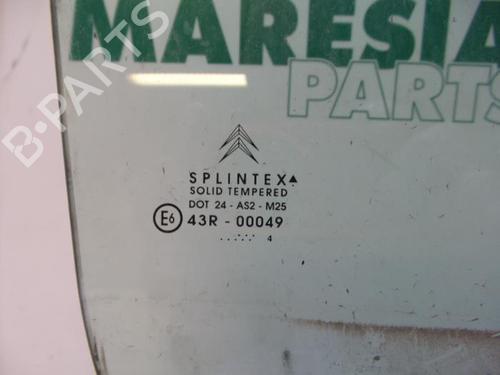 MARESIA
PARTS
B-PARTS
SPLINTEX
SOLID TEMPERED
DOT 24 - AS2 - M25
E6 43R - 00049
4